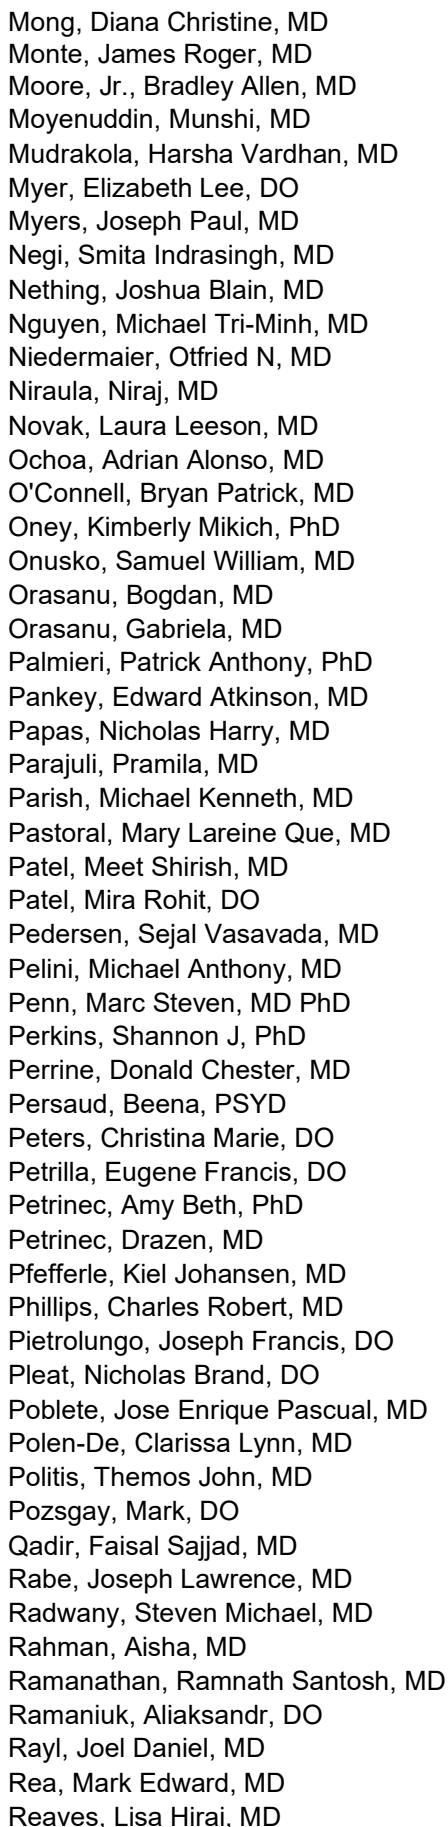 Mong, Diana Christine, MD
Monte, James Roger, MD
Moore, Jr., Bradley Allen, MD
Moyenuddin, Munshi, MD
Mudrakola, Harsha Vardhan, MD
Myer, Elizabeth Lee, DO
Myers, Joseph Paul, MD
Negi, Smita Indrasingh, MD
Nething, Joshua Blain, MD
Nguyen, Michael Tri-Minh, MD
Niedermaier, Otfried N, MD
Niraula, Niraj, MD
Novak, Laura Leeson, MD
Ochoa, Adrian Alonso, MD
O'Connell, Bryan Patrick, MD
Oney, Kimberly Mikich, PhD
Onusko, Samuel William, MD
Orasanu, Bogdan, MD
Orasanu, Gabriela, MD
Palmieri, Patrick Anthony, PhD
Pankey, Edward Atkinson, MD
Papas, Nicholas Harry, MD
Parajuli, Pramila, MD
Parish, Michael Kenneth, MD
Pastoral, Mary Lareine Que, MD
Patel, Meet Shirish, MD
Patel, Mira Rohit, DO
Pedersen, Sejal Vasavada, MD
Pelini, Michael Anthony, MD
Penn, Marc Steven, MD PhD
Perkins, Shannon J, PhD
Perrine, Donald Chester, MD
Persaud, Beena, PSYD
Peters, Christina Marie, DO
Petrilla, Eugene Francis, DO
Petrinec, Amy Beth, PhD
Petrinec, Drazen, MD
Pfefferle, Kiel Johansen, MD
Phillips, Charles Robert, MD
Pietrolungo, Joseph Francis, DO
Pleat, Nicholas Brand, DO
Poblete, Jose Enrique Pascual, MD
Polen-De, Clarissa Lynn, MD
Politis, Themos John, MD
Pozsgay, Mark, DO
Qadir, Faisal Sajjad, MD
Rabe, Joseph Lawrence, MD
Radwany, Steven Michael, MD
Rahman, Aisha, MD
Ramanathan, Ramnath Santosh, MD
Ramaniuk, Aliaksandr, DO
Rayl, Joel Daniel, MD
Rea, Mark Edward, MD
Reaves, Lisa Hirai, MD